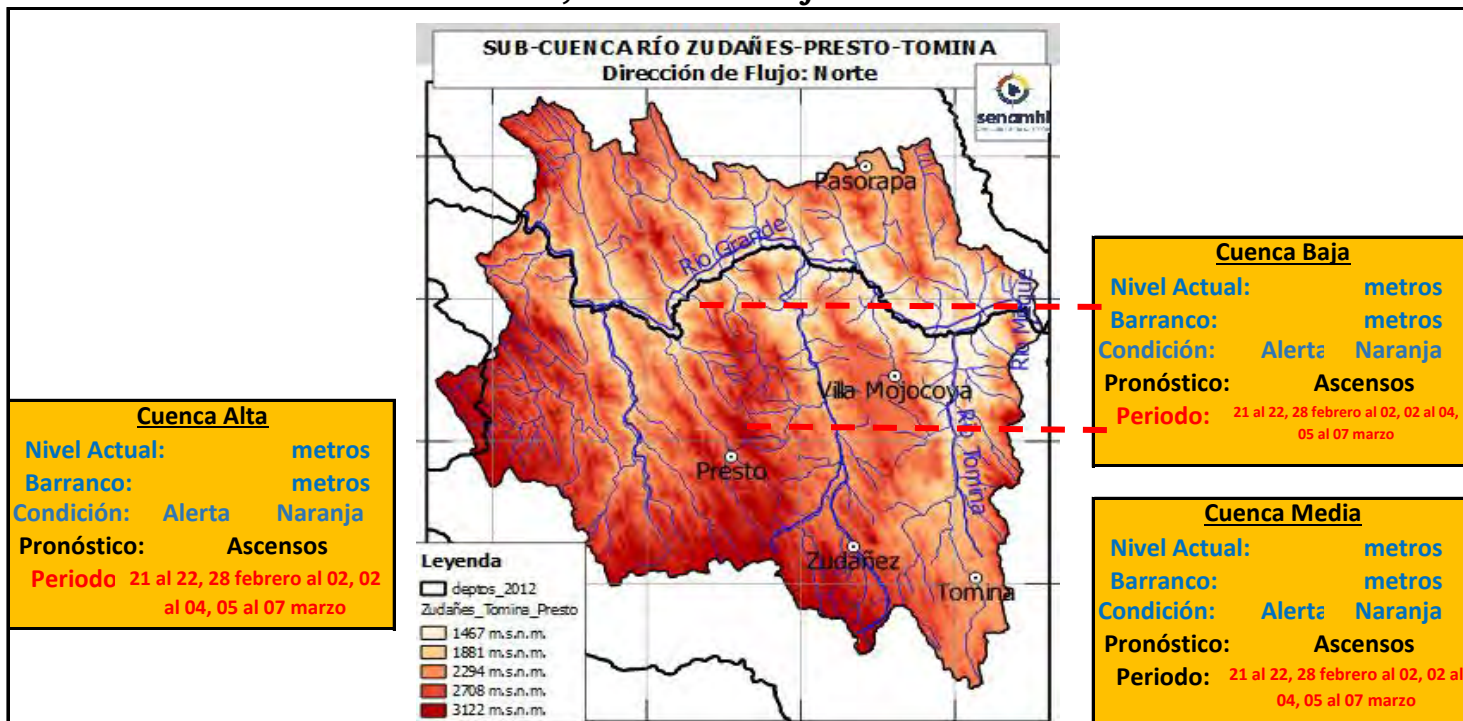 SUB-CUENCA RÍO ZUDAÑES-PRESTO-TOMINA
Dirección de Flujo: Norte
senamhi
Pasorapa
Río Grande
Río Mizque
Villa Mojocoya
Río Tomina
Presto
Zudáñez
Tomina
Leyenda
deptos_2012
Zudañes_Tomina_Presto
1467 m.s.n.m.
1881 m.s.n.m.
2294 m.s.n.m.
2708 m.s.n.m.
3122 m.s.n.m.
Cuenca Alta
Nivel Actual: metros
Barranco: metros
Condición: Alerta Naranja
Pronóstico: Ascensos
Periodo 21 al 22, 28 febrero al 02, 02
al 04, 05 al 07 marzo
Cuenca Baja
Nivel Actual: metros
Barranco: metros
Condición: Alerta Naranja
Pronóstico: Ascensos
Periodo: 21 al 22, 28 febrero al 02, 02 al 04,
05 al 07 marzo
Cuenca Media
Nivel Actual: metros
Barranco: metros
Condición: Alerta Naranja
Pronóstico: Ascensos
Periodo: 21 al 22, 28 febrero al 02, 02 al
04, 05 al 07 marzo